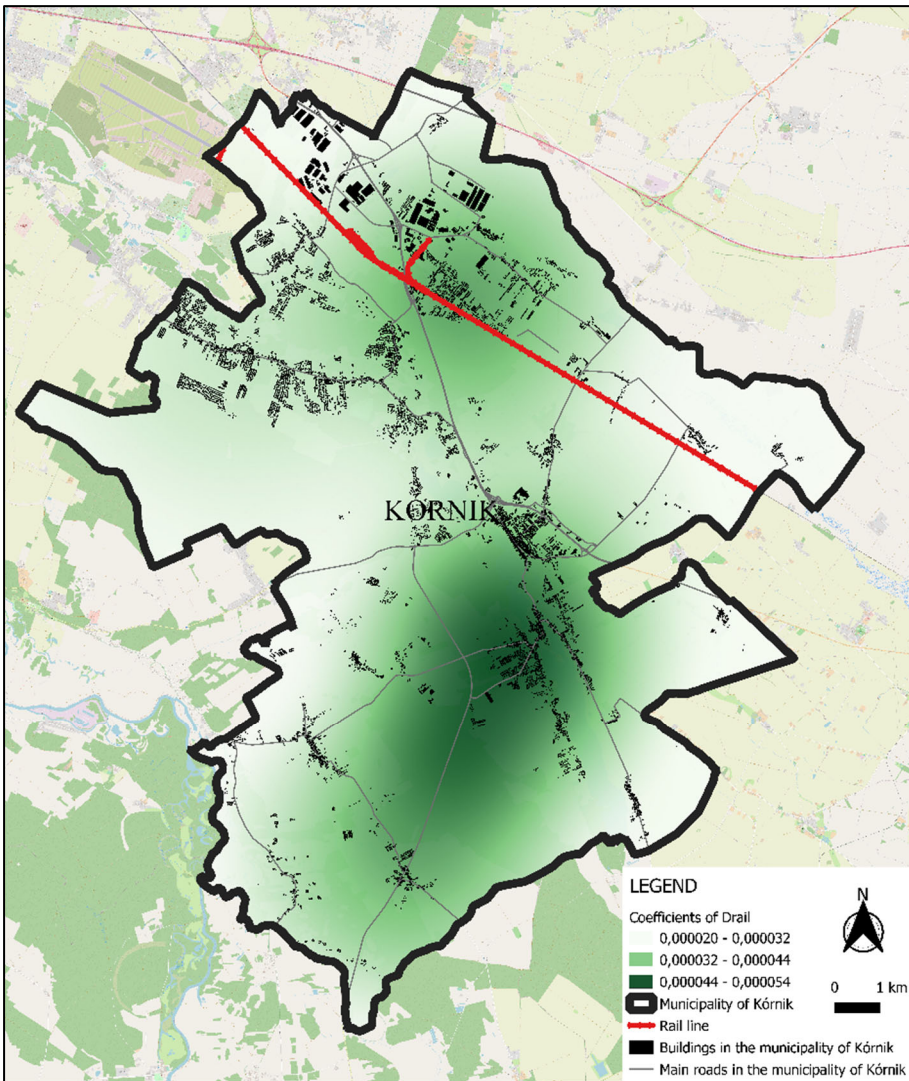 KÓRNIK
LEGEND
Coefficients of Drail
0,000020 - 0,000032
0,000032 - 0,000044
0,000044 - 0,000054
Municipality of Kórnik
Rail line
Buildings in the municipality of Kórnik
Main roads in the municipality of Kórnik
N
0 1 km